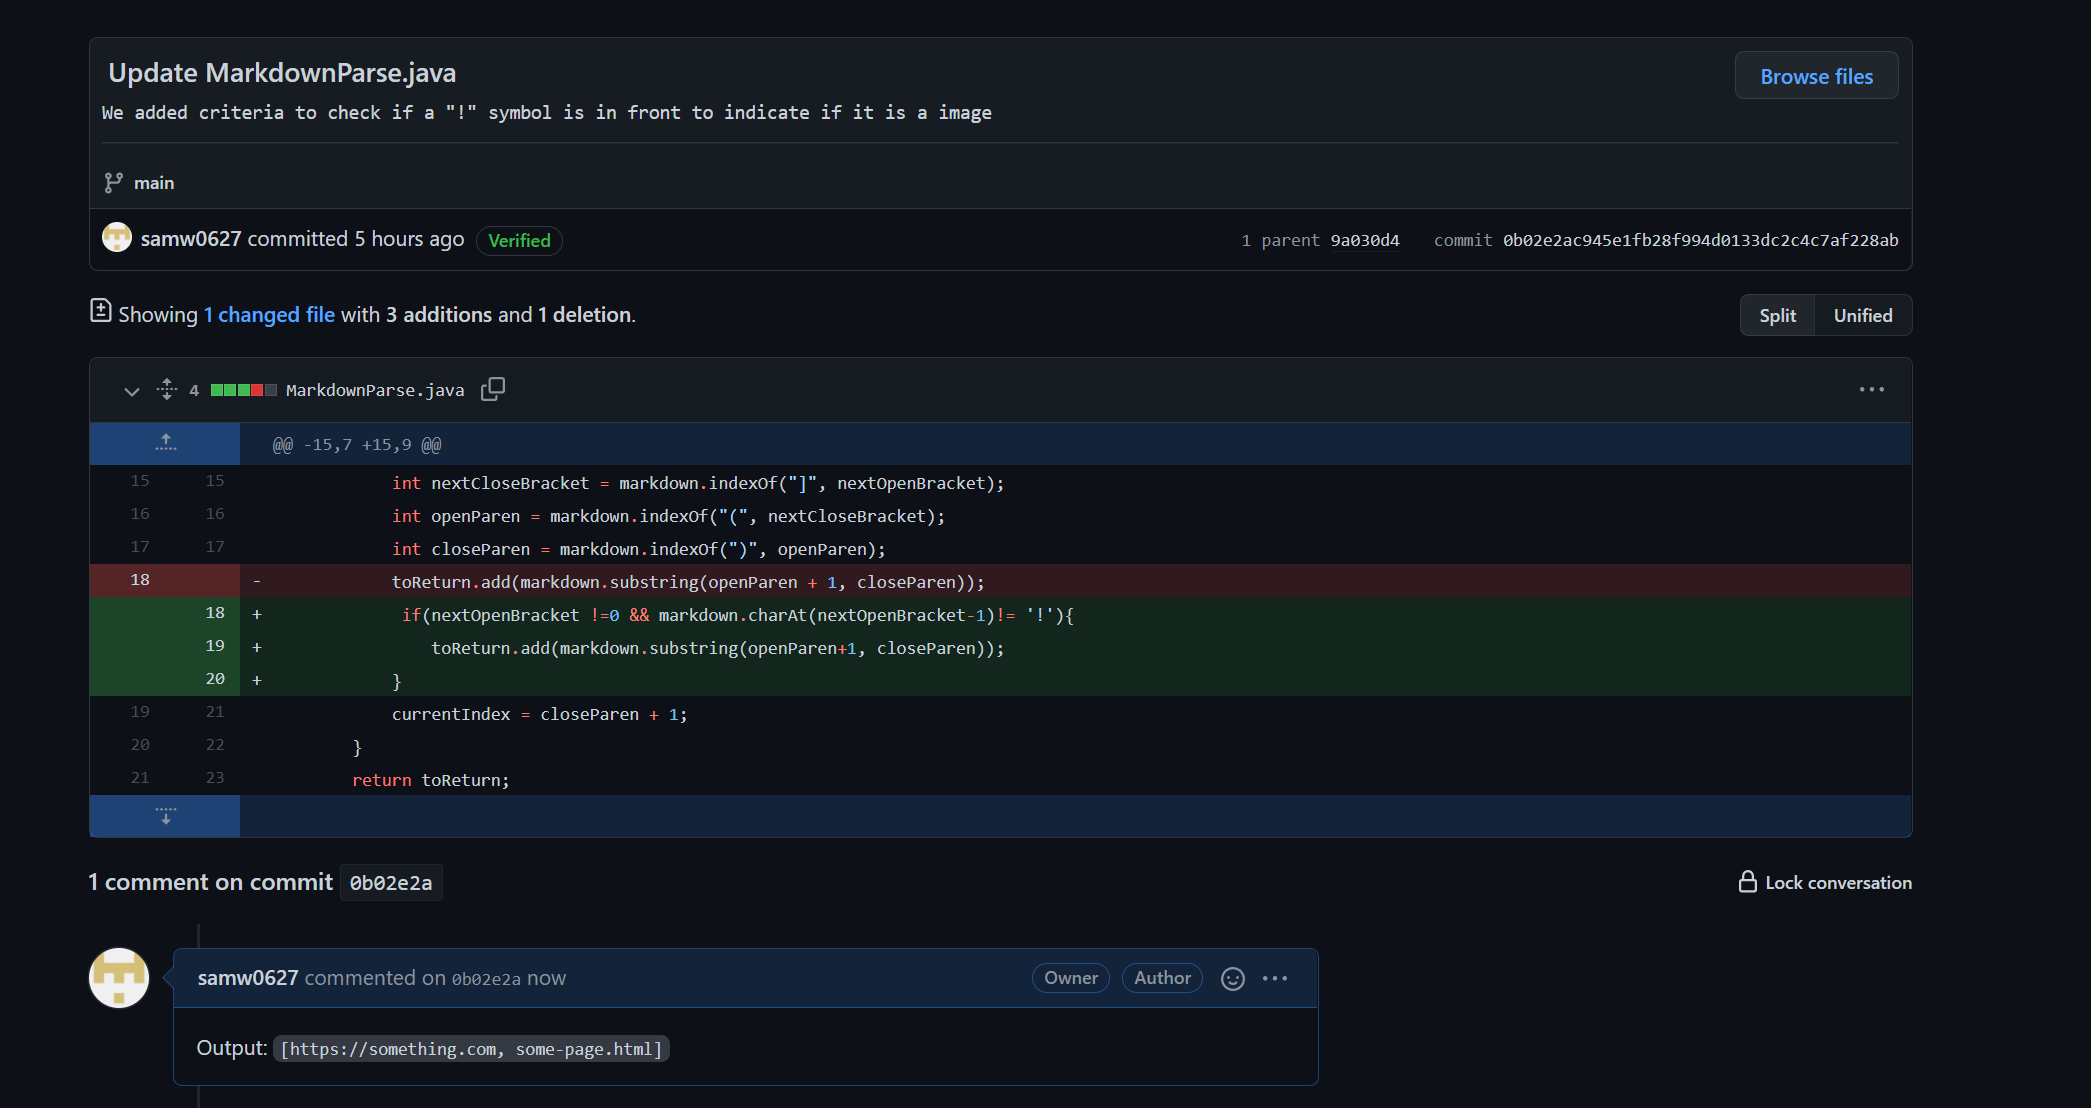 Update MarkdownParse.java
Browse files
We added criteria to check if a "!" symbol is in front to indicate if it is a image
main
samw0627 committed 5 hours ago Verified 1 parent 9a030d4 commit 0b02e2ac945e1fb28f994d0133dc2c4c7af228ab
Showing 1 changed file with 3 additions and 1 deletion.
Split Unified
4 MarkdownParse.java
@@ -15,7 +15,9 @@
15 15 int nextCloseBracket = markdown.indexOf("]", nextOpenBracket);
16 16 int openParen = markdown.indexOf("(", nextCloseBracket);
17 17 int closeParen = markdown.indexOf(")", openParen);
18 - toReturn.add(markdown.substring(openParen + 1, closeParen));
18 + if(nextOpenBracket !=0 && markdown.charAt(nextOpenBracket-1)!= '!'){
19 + toReturn.add(markdown.substring(openParen+1, closeParen));
20 + }
19 21 currentIndex = closeParen + 1;
20 22 }
21 23 return toReturn;
1 comment on commit 0b02e2a
Lock conversation
samw0627 commented on 0b02e2a now Owner Author
Output: [https://something.com, some-page.html]